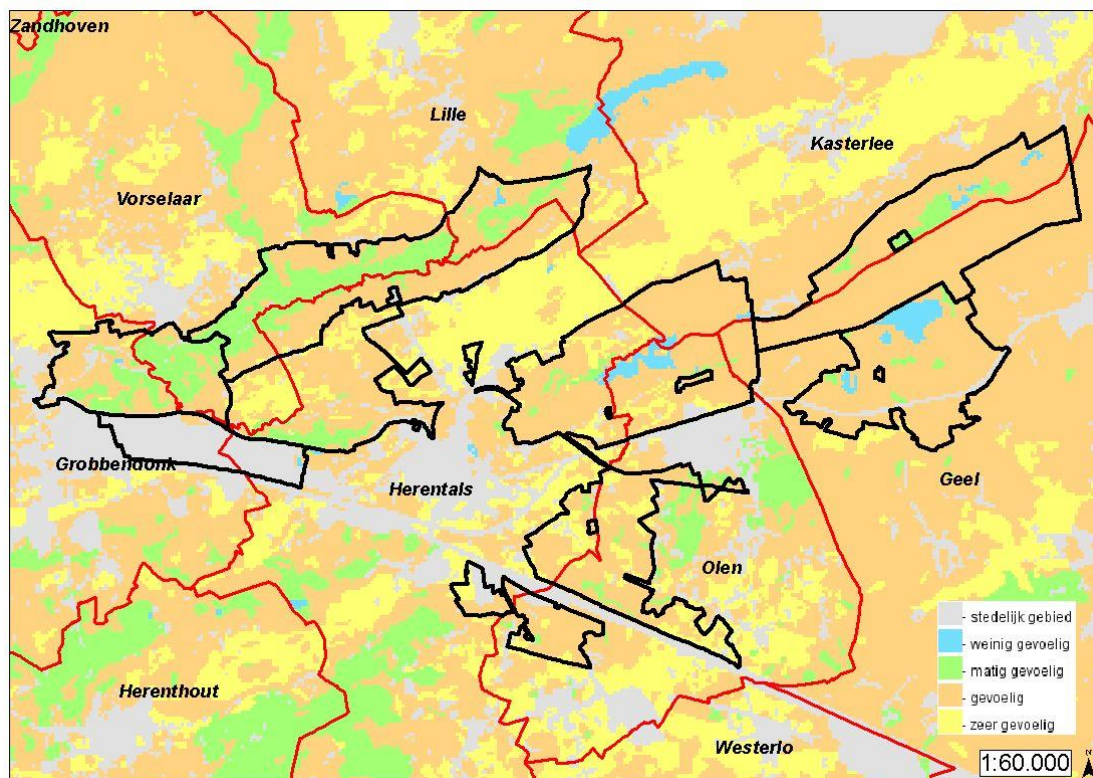 Zandhoven
Lille
Kasterlee
Vorselaar
Grobbendonk
Herentals
Geel
Olen
Herenthout
Westerlo
- stedelijk gebied
- weinig gevoelig
- matig gevoelig
- gevoelig
- zeer gevoelig
1:60.000
N